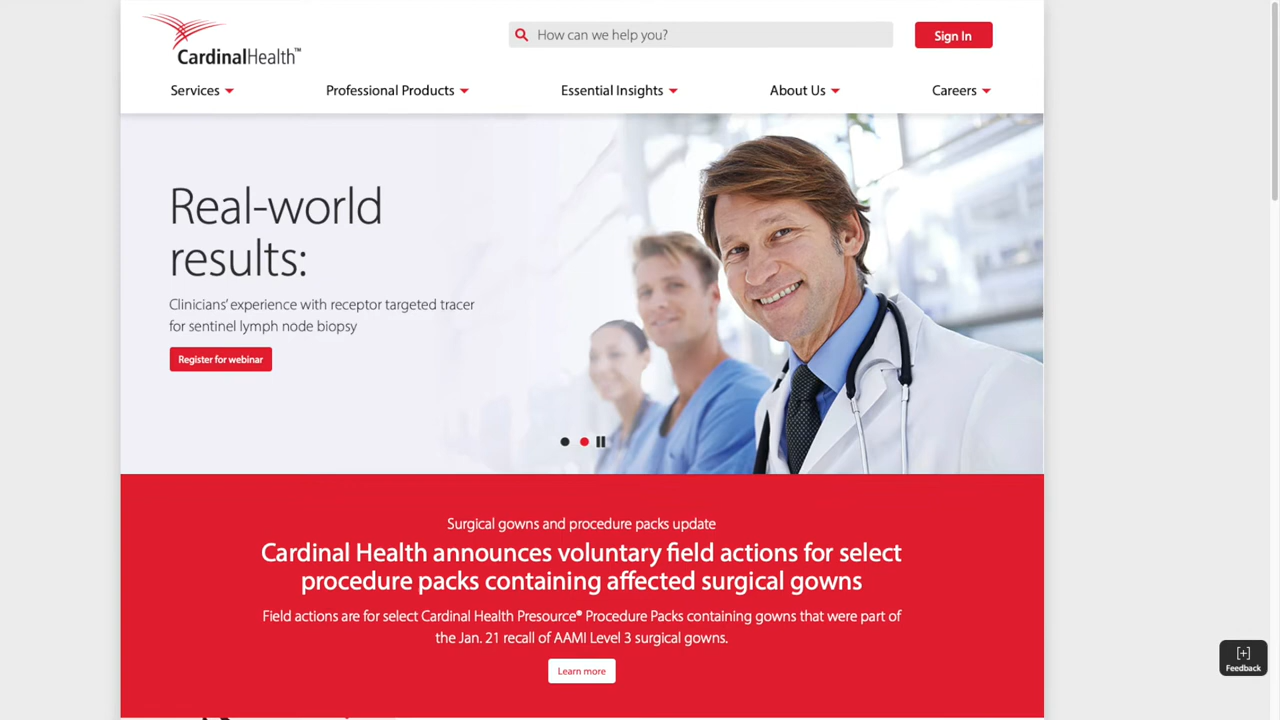 CardinalHealth™
How can we help you?
Sign In
Services
Professional Products
Essential Insights
About Us
Careers
Real-world
results:
Clinicians’ experience with receptor targeted tracer
for sentinel lymph node biopsy
Register for webinar
Surgical gowns and procedure packs update
Cardinal Health announces voluntary field actions for select
procedure packs containing affected surgical gowns
Field actions are for select Cardinal Health Presource® Procedure Packs containing gowns that were part of
the Jan. 21 recall of AAMI Level 3 surgical gowns.
Learn more
[+]
Feedback